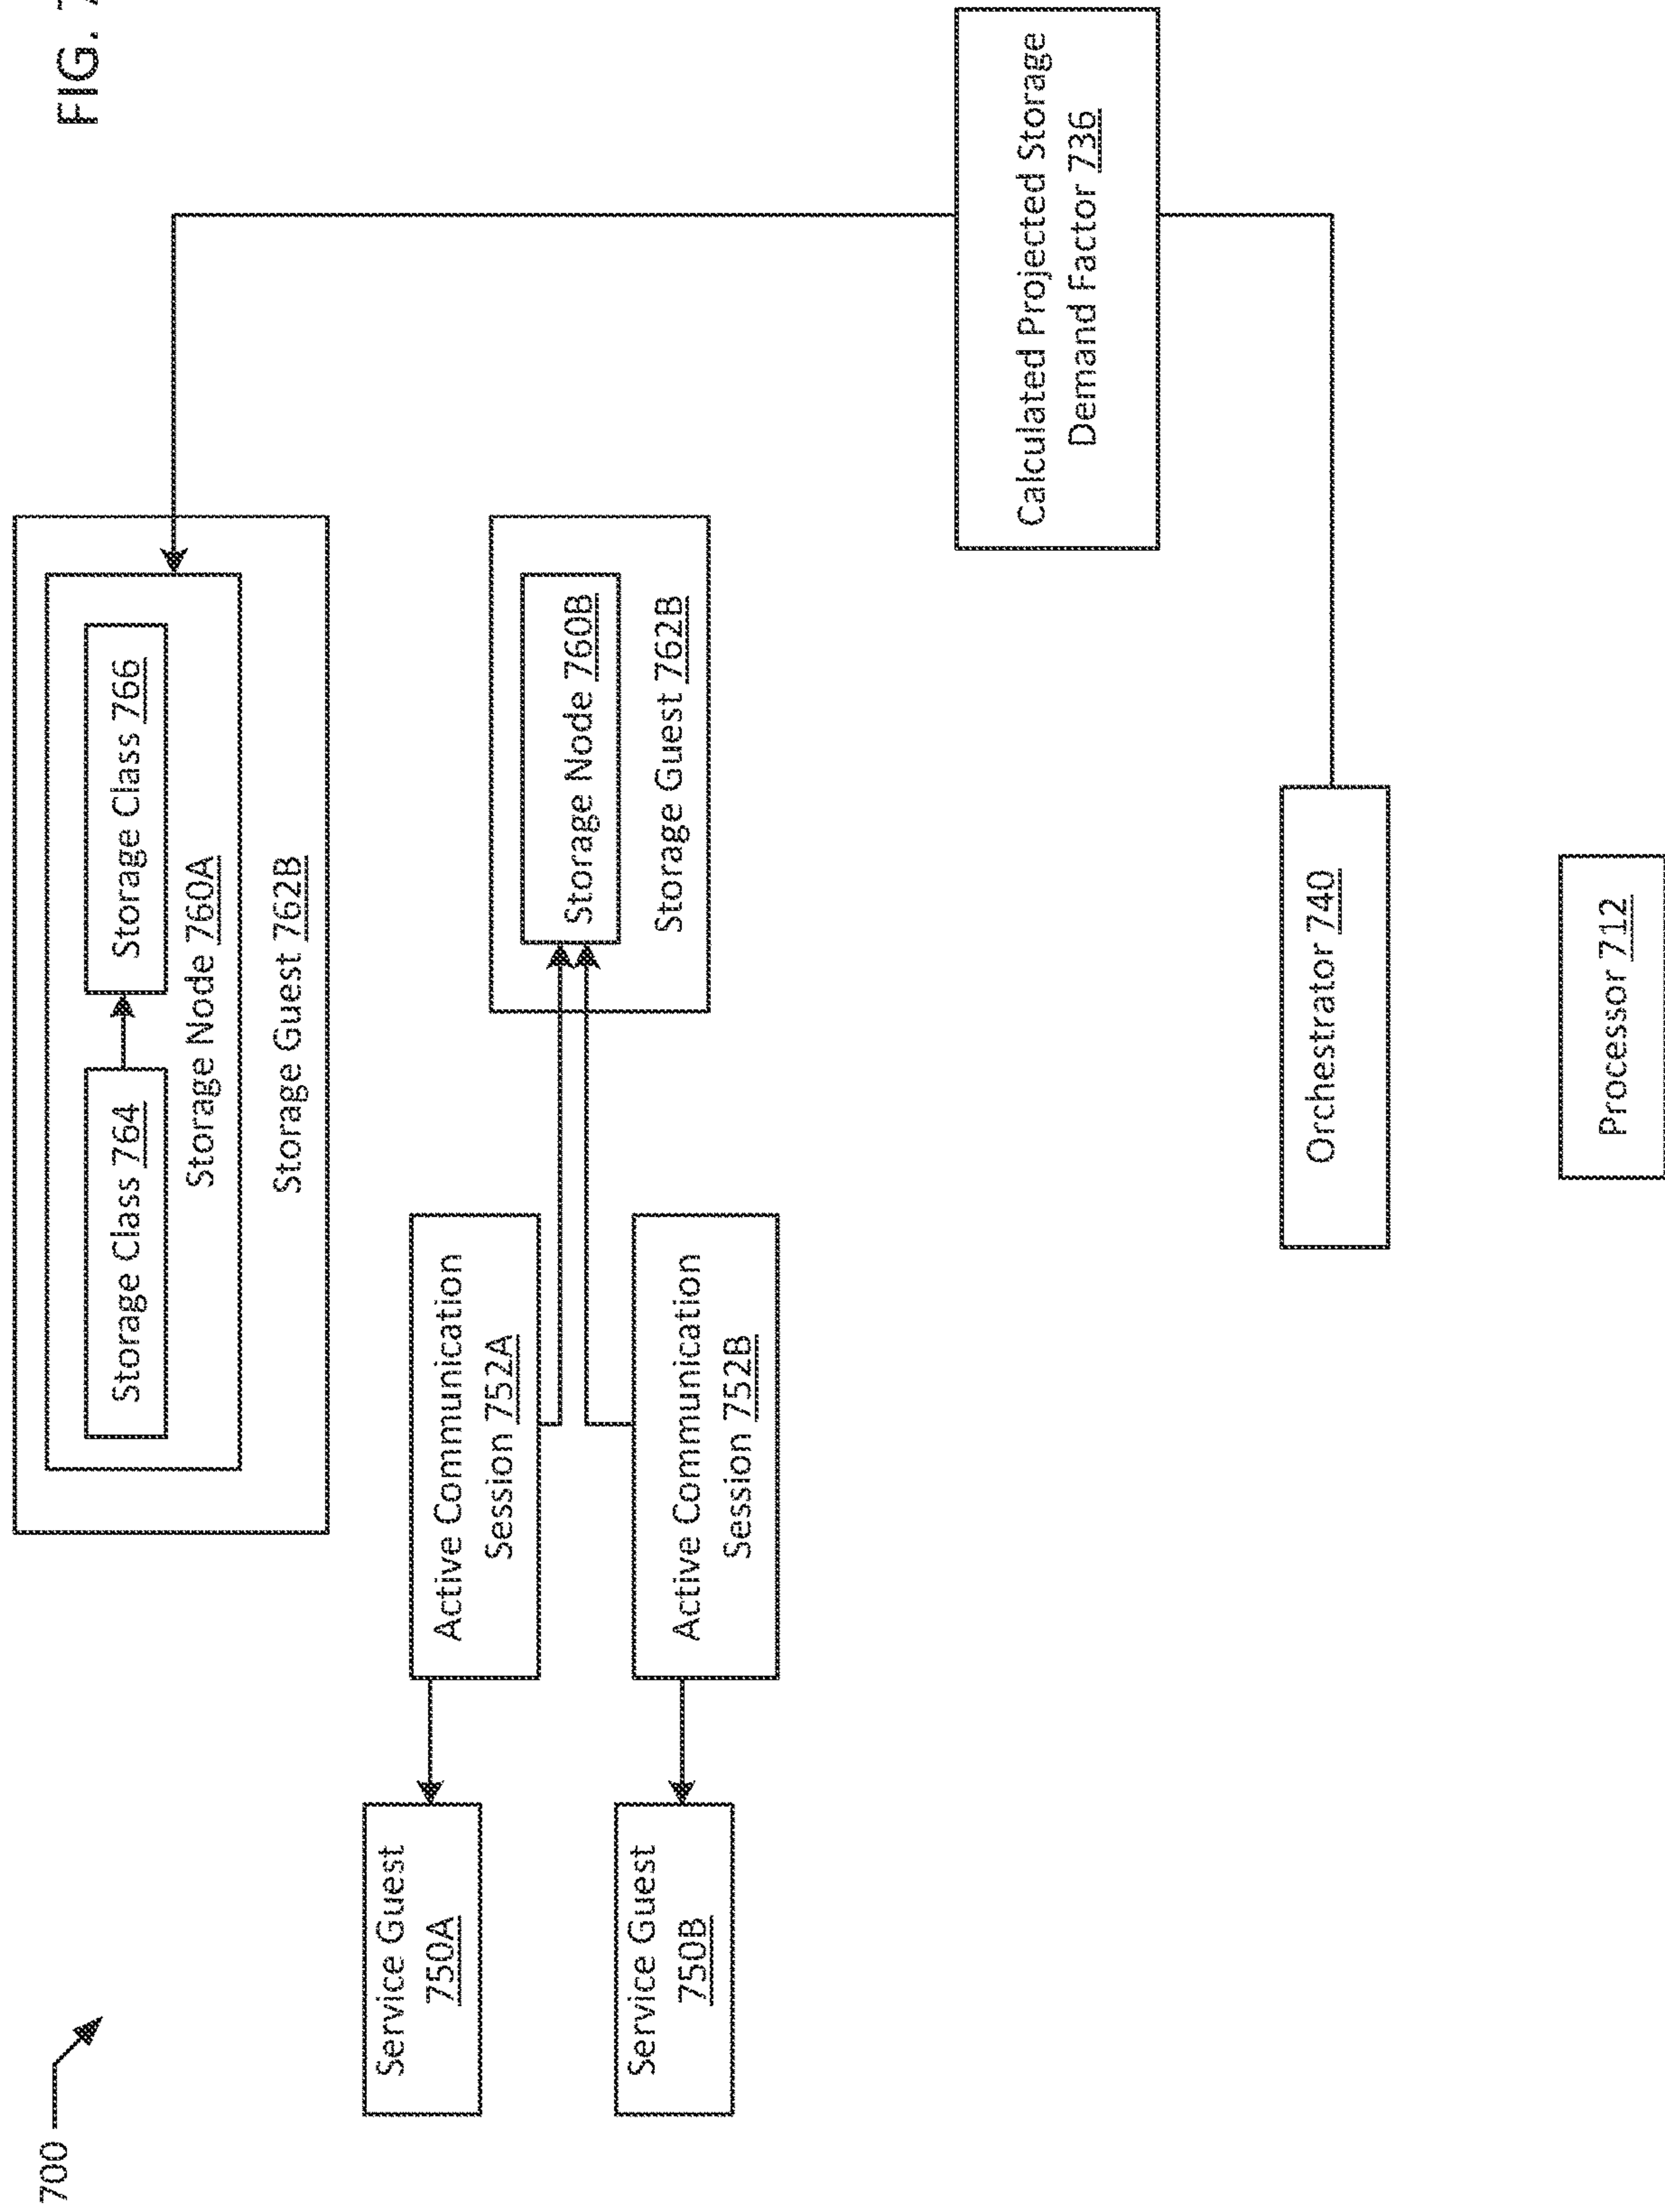 700
FIG. 7
Storage Class 764
Storage Class 766
Storage Node 760A
Storage Guest 762B
Service Guest
750A
Active Communication
Session 752A
Storage Node 760B
Storage Guest 762B
Service Guest
750B
Active Communication
Session 752B
Calculated Projected Storage
Demand Factor 736
Orchestrator 740
Processor 712